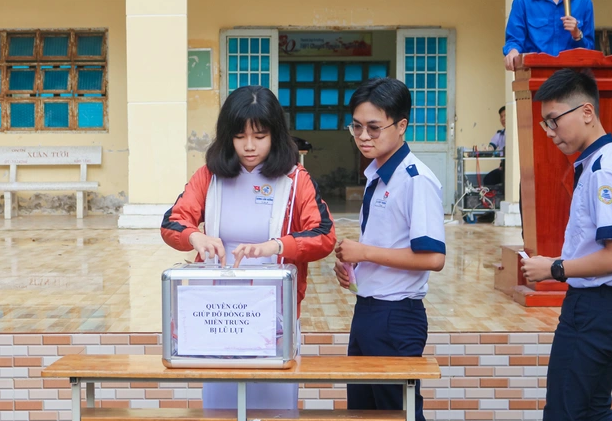 XUÂN TƯƠI
QUYÊN GÓP
GIÚP ĐỠ ĐỒNG BÀO
MIỀN TRUNG
BỊ LŨ LỤT